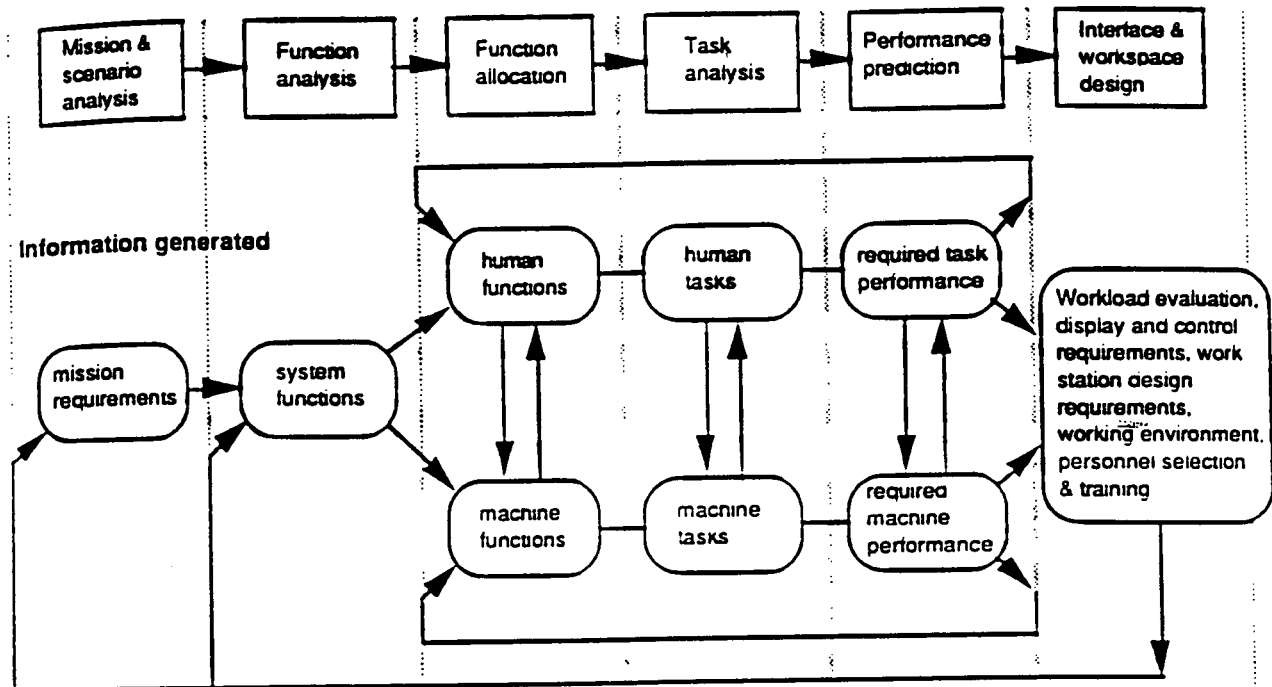 Mission &
scenario
analysis
Function
analysis
Function
allocation
Task
analysis
Performance
prediction
Interface &
workspace
design
Information generated
human
functions
human
tasks
required task
performance
mission
requirements
system
functions
Workload evaluation,
display and control
requirements, work
station design
requirements,
working environment,
personnel selection
& training
machine
functions
machine
tasks
required
machine
performance